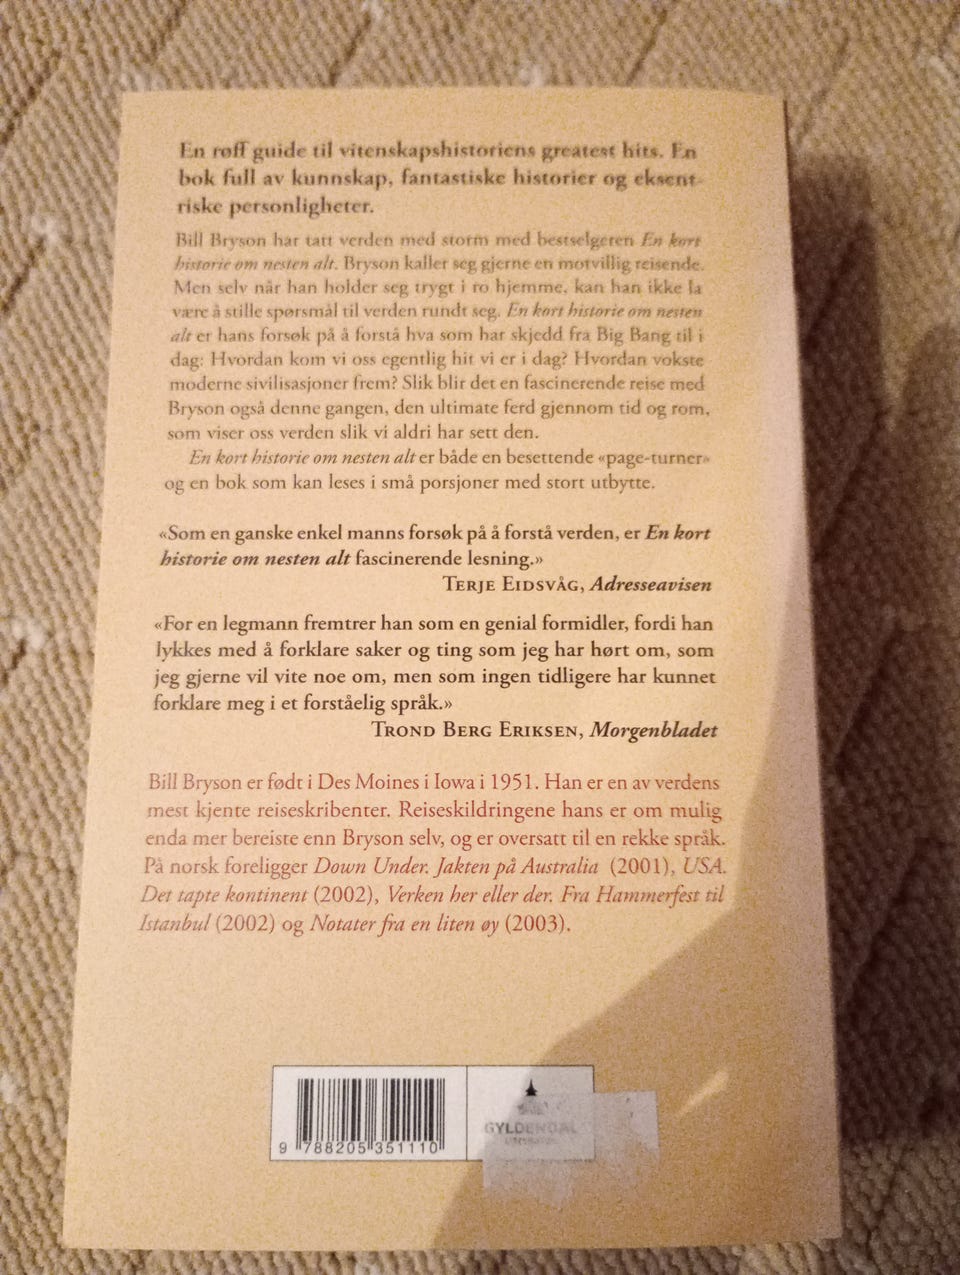 En røff guide til vitenskapshistoriens greatest hits. En
bok full av kunnskap, fantastiske historier og eksent-
riske personligheter.
Bill Bryson har tatt verden med storm med bestselgeren En kort
historie om nesten alt. Bryson kaller seg gjerne en motvillig reisende.
Men selv når han holder seg trygt i ro hjemme, kan han ikke la
være å stille spørsmål til verden rundt seg. En kort historie om nesten
alt er hans forsøk på å forstå hva som har skjedd fra Big Bang til i
dag: Hvordan kom vi oss egentlig hit vi er i dag? Hvordan vokste
moderne sivilisasjoner frem? Slik blir det en fascinerende reise med
Bryson også denne gangen, den ultimate ferd gjennom tid og rom,
som viser oss verden slik vi aldri har sett den.
En kort historie om nesten alt er både en besettende «page-turner»
og en bok som kan leses i små porsjoner med stort utbytte.
«Som en ganske enkel manns forsøk på å forstå verden, er En kort
historie om nesten alt fascinerende lesning.»
TERJE EIDSVÅG, Adresseavisen
«For en legmann fremtrer han som en genial formidler, fordi han
lykkes med å forklare saker og ting som jeg har hørt om, som
jeg gjerne vil vite noe om, men som ingen tidligere har kunnet
forklare meg i et forståelig språk.»
TROND BERG ERIKSEN, Morgenbladet
Bill Bryson er født i Des Moines i Iowa i 1951. Han er en av verdens
mest kjente reiseskribenter. Reiseskildringene hans er om mulig
enda mer bereiste enn Bryson selv, og er oversatt til en rekke språk.
På norsk foreligger Down Under. Jakten på Australia (2001), USA.
Det tapte kontinent (2002), Verken her eller der. Fra Hammerfest til
Istanbul (2002) og Notater fra en liten øy (2003).
GYLDENDAL
9 788205 351110